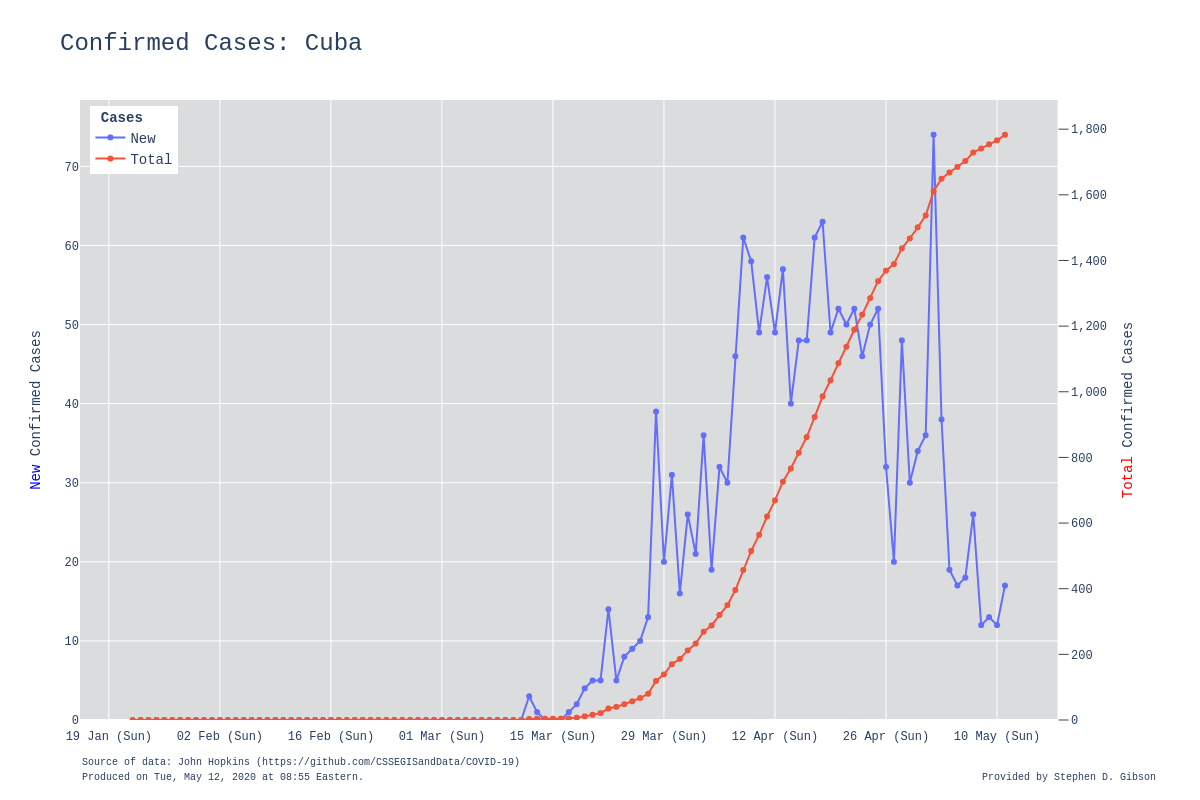 Confirmed Cases: Cuba
Cases
New
Total
70
60
50
40
30
20
10
0
New Confirmed Cases
1,800
1,600
1,400
1,200
1,000
800
600
400
200
0
Total Confirmed Cases
19 Jan (Sun) 02 Feb (Sun) 16 Feb (Sun) 01 Mar (Sun) 15 Mar (Sun) 29 Mar (Sun) 12 Apr (Sun) 26 Apr (Sun) 10 May (Sun)
Source of data: John Hopkins (https://github.com/CSSEGISandData/COVID-19)
Produced on Tue, May 12, 2020 at 08:55 Eastern.
Provided by Stephen D. Gibson